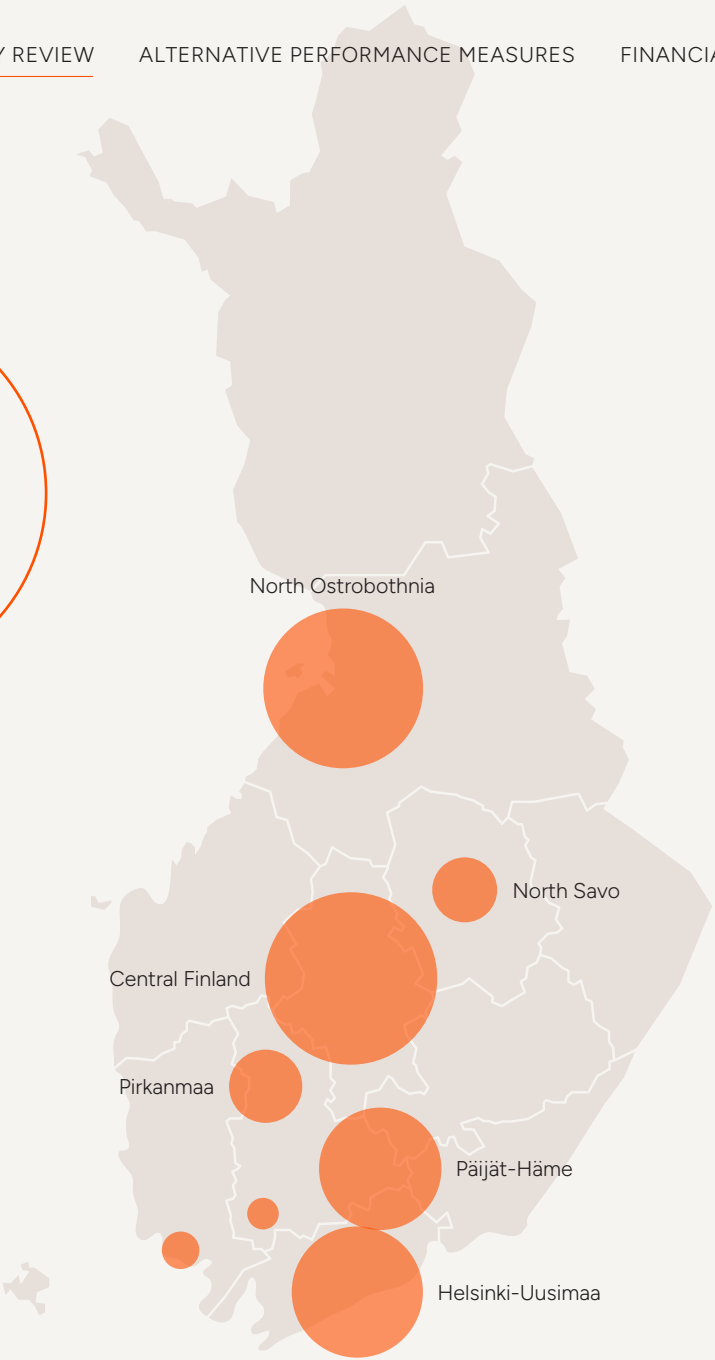 Y REVIEW ALTERNATIVE PERFORMANCE MEASURES FINANCIA
North Ostrobothnia
North Savo
Central Finland
Pirkanmaa
Päijät-Häme
Helsinki-Uusimaa